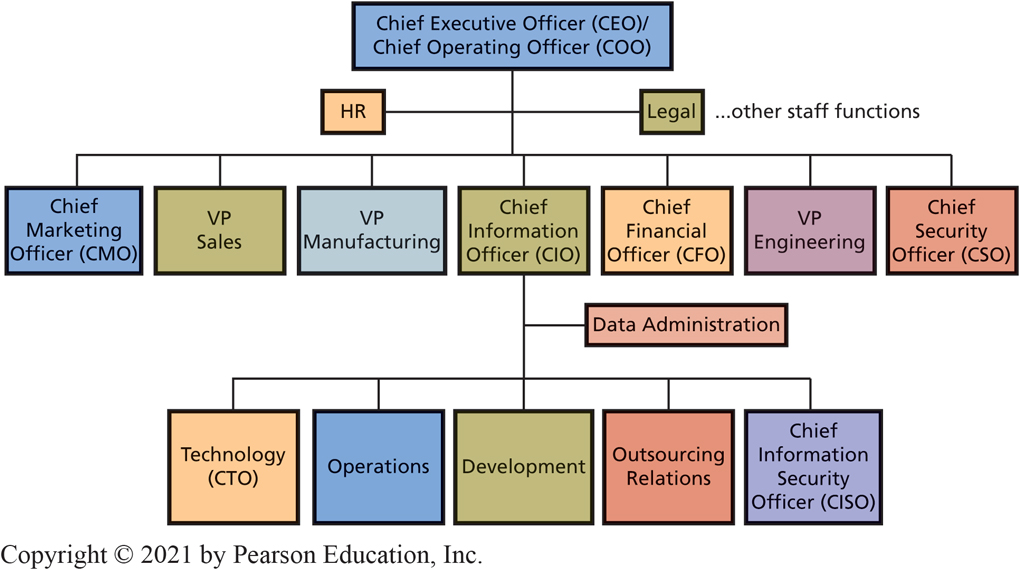 Chief Executive Officer (CEO)/
Chief Operating Officer (COO)
HR
Legal
...other staff functions
Chief
Marketing
Officer (CMO)
VP
Sales
VP
Manufacturing
Chief
Information
Officer (CIO)
Chief
Financial
Officer (CFO)
VP
Engineering
Chief
Security
Officer (CSO)
Data Administration
Technology
(CTO)
Operations
Development
Outsourcing
Relations
Chief
Information
Security
Officer (CISO)
Copyright © 2021 by Pearson Education, Inc.